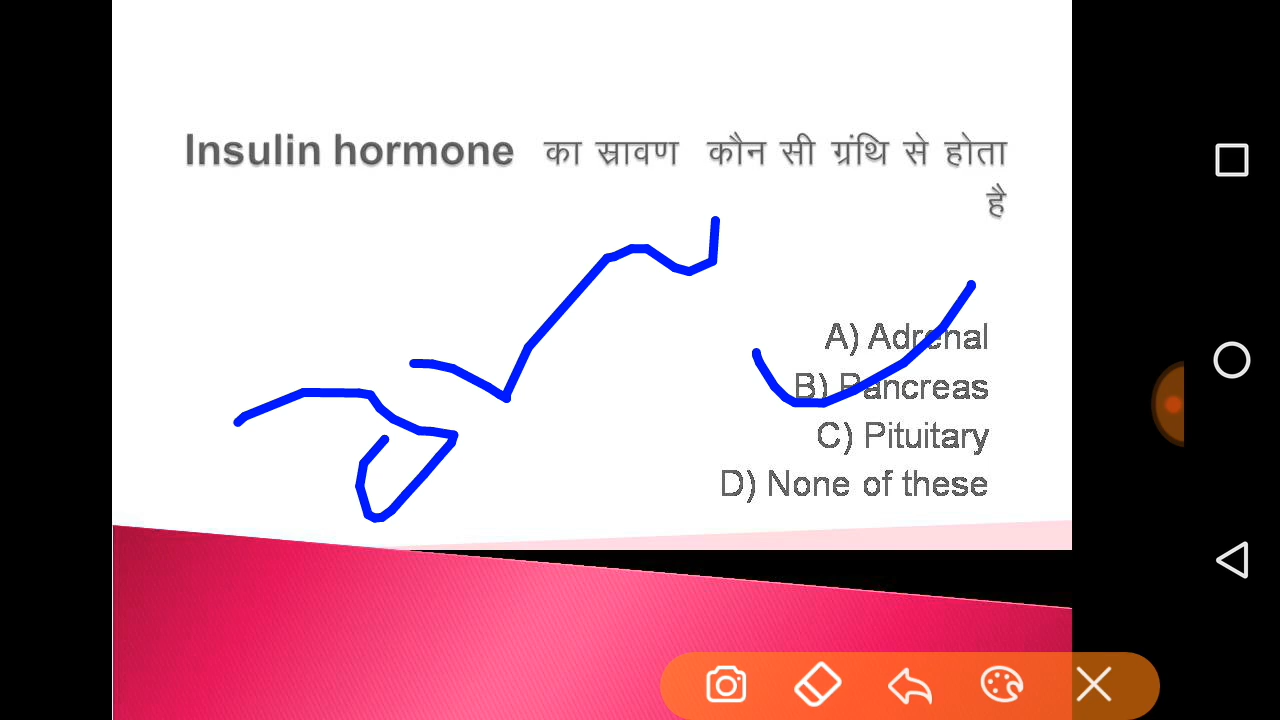 Insulin hormone का स्रावण कौन सी ग्रंथि से होता
है
A) Adrenal
B) Pancreas
C) Pituitary
D) None of these